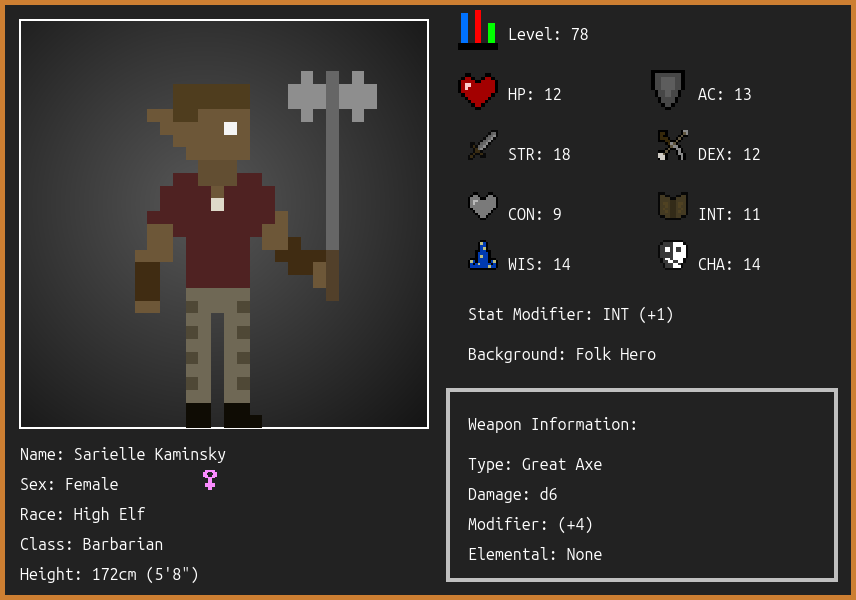 Level: 78
HP: 12
AC: 13
STR: 18
DEX: 12
CON: 9
INT: 11
WIS: 14
CHA: 14
Stat Modifier: INT (+1)
Background: Folk Hero
Weapon Information:
Type: Great Axe
Damage: d6
Modifier: (+4)
Elemental: None
Name: Sarielle Kaminsky
Sex: Female
Race: High Elf
Class: Barbarian
Height: 172cm (5'8")